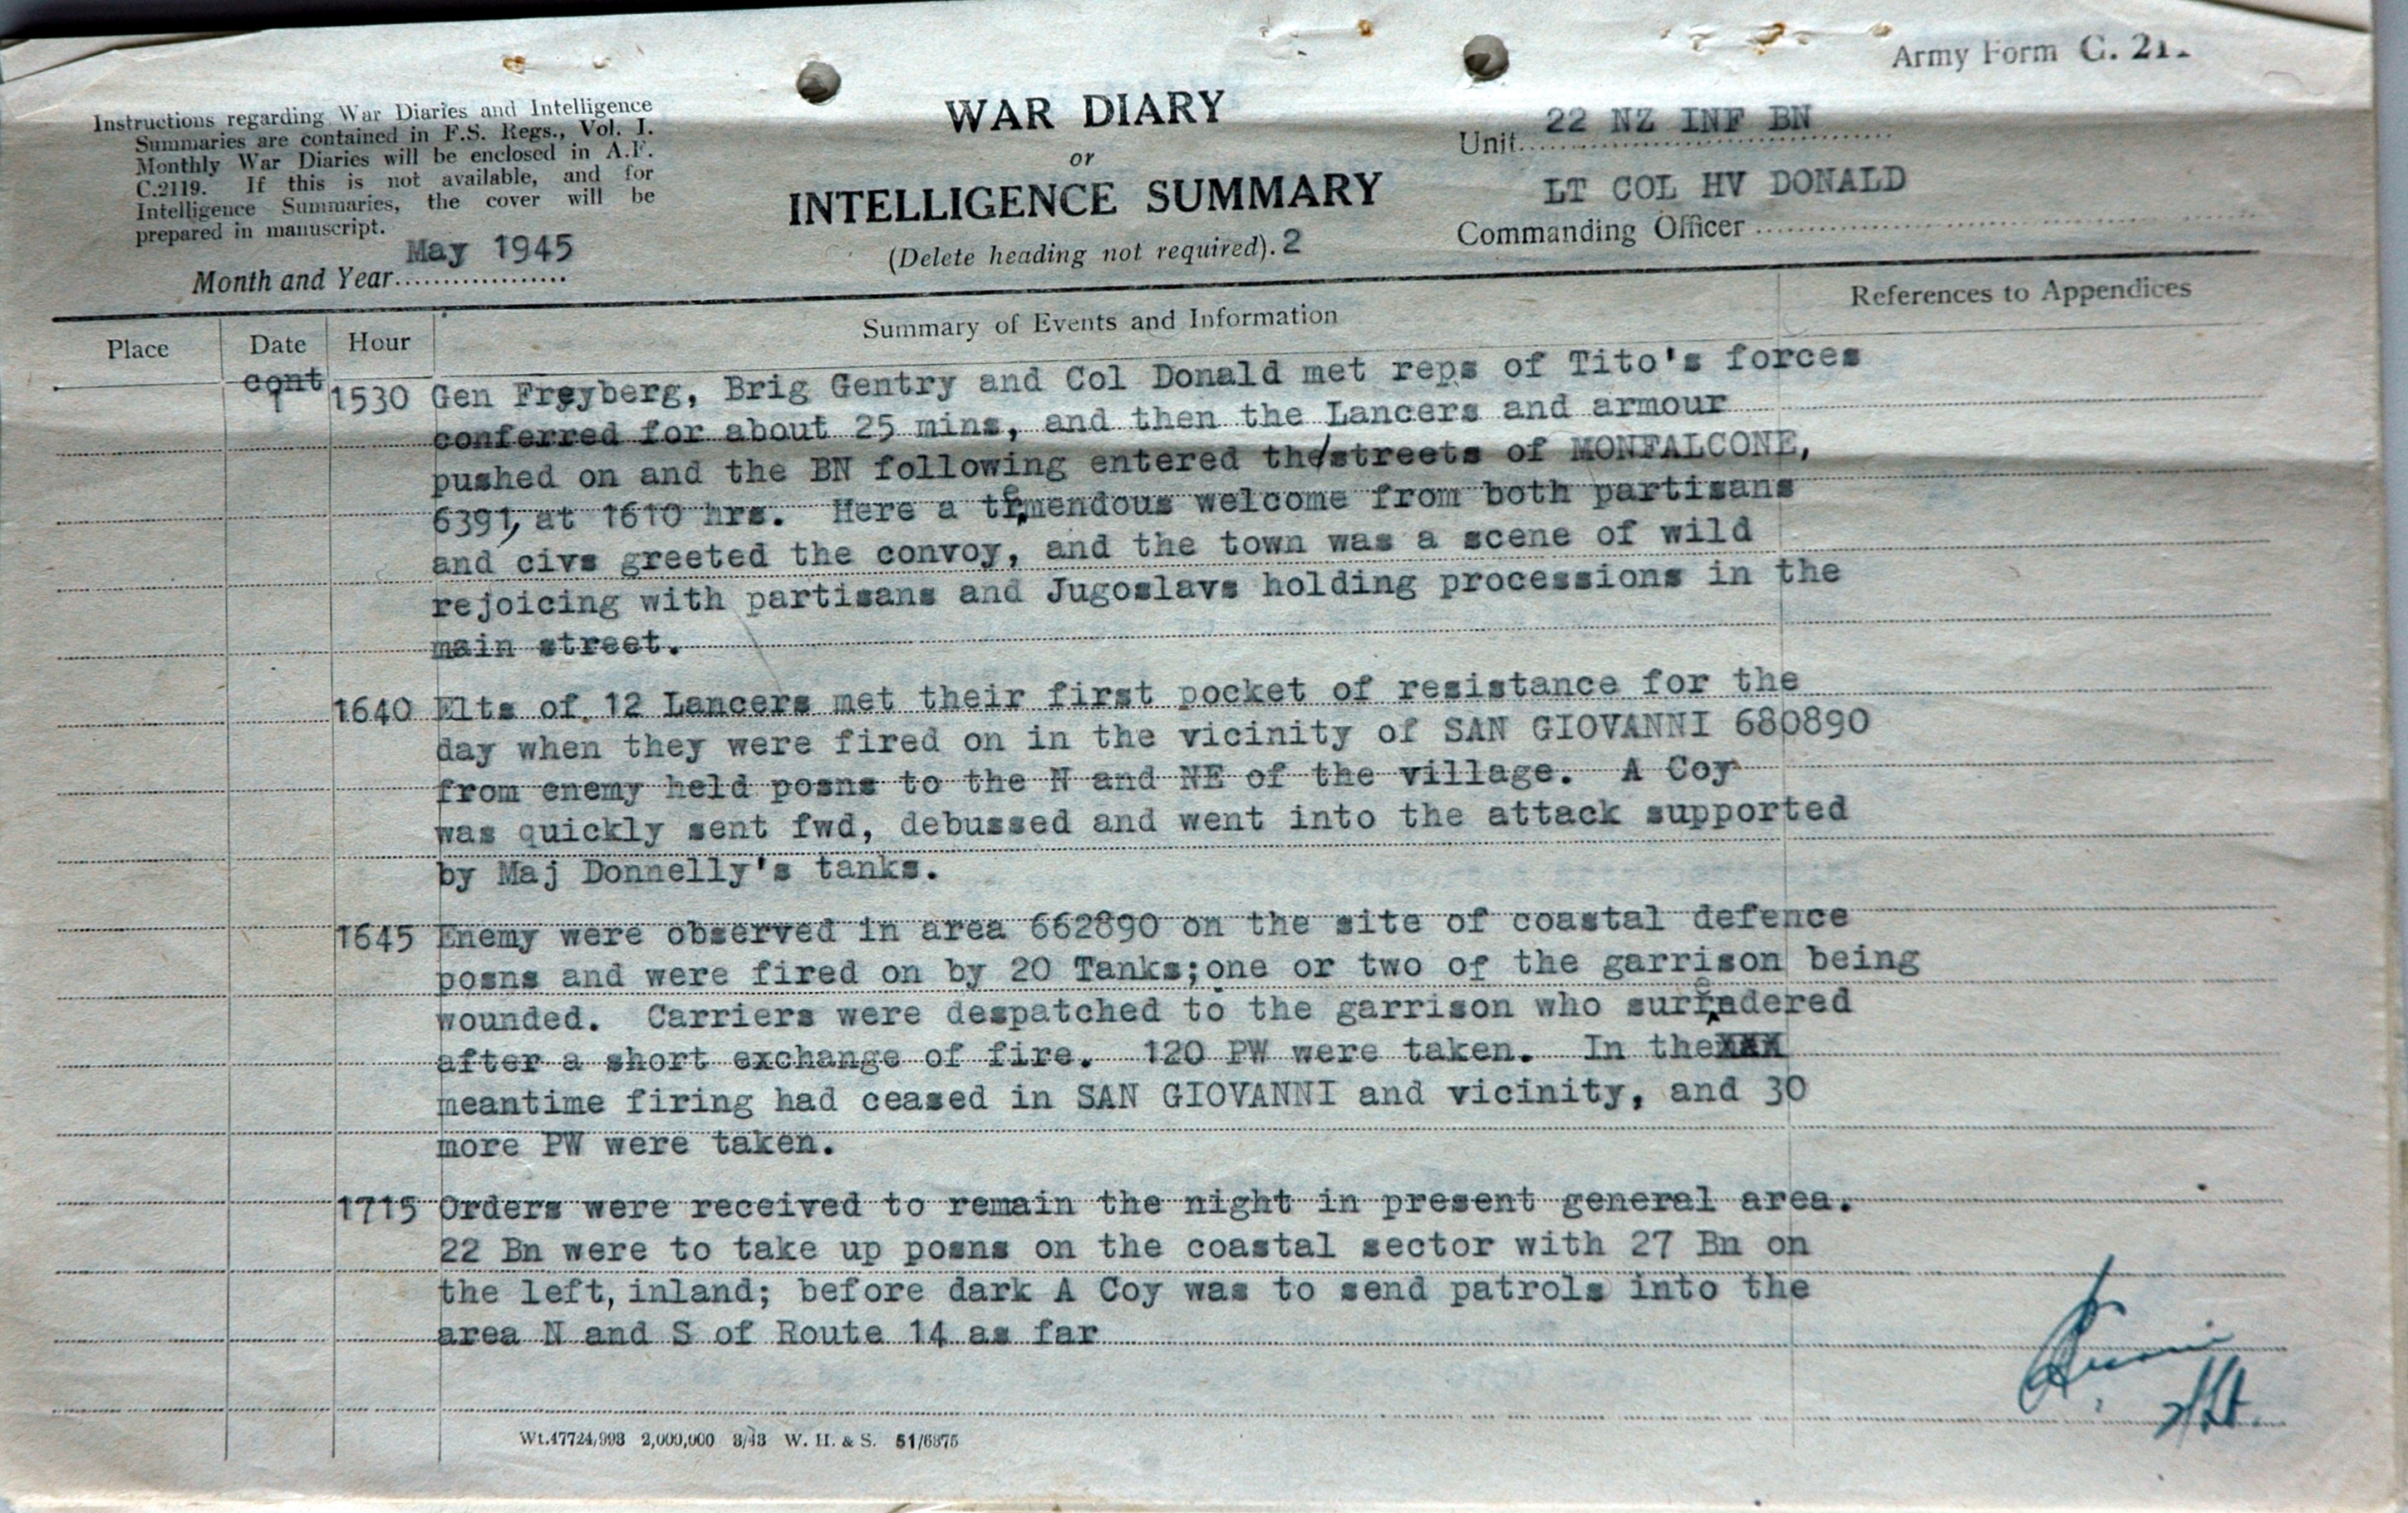 Army Form C. 211
Instructions regarding War Diaries and Intelligence
Summaries are contained in F.S. Regs., Vol. I.
Monthly War Diaries will be enclosed in A.F.
C.2119. If this is not available, and for
Intelligence Summaries, the cover will be
prepared in manuscript.
Month and Year May 1945
WAR DIARY
or
INTELLIGENCE SUMMARY
(Delete heading not required). 2
Unit 22 NZ INF BN
LT COL HV DONALD
Commanding Officer
Place Date Hour Summary of Events and Information References to Appendices
cont
1 1530 Gen Freyberg, Brig Gentry and Col Donald met reps of Tito's forces
conferred for about 25 mins, and then the Lancers and armour
pushed on and the BN following entered the/streets of MONFALCONE,
6391, at 1610 hrs. Here a tremendous welcome from both partisans
and civs greeted the convoy, and the town was a scene of wild
rejoicing with partisans and Jugoslavs holding processions in the
main street.
1640 Elts of 12 Lancers met their first pocket of resistance for the
day when they were fired on in the vicinity of SAN GIOVANNI 680890
from enemy held posns to the N and NE of the village. A Coy
was quickly sent fwd, debussed and went into the attack supported
by Maj Donnelly's tanks.
1645 Enemy were observed in area 662890 on the site of coastal defence
posns and were fired on by 20 Tanks;one or two of the garrison being
wounded. Carriers were despatched to the garrison who surrendered
after a short exchange of fire. 120 PW were taken. In the
meantime firing had ceased in SAN GIOVANNI and vicinity, and 30
more PW were taken.
1715 Orders were received to remain the night in present general area.
22 Bn were to take up posns on the coastal sector with 27 Bn on
the left, inland; before dark A Coy was to send patrols into the
area N and S of Route 14 as far
Wt.47724/993 2,000,000 3/43 W. H. & S. 51/6375